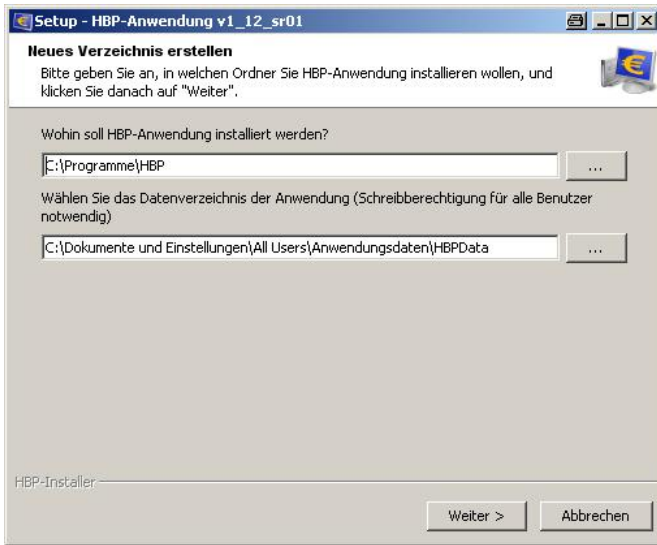 Setup - HBP-Anwendung v1_12_sr01
Neues Verzeichnis erstellen
Bitte geben Sie an, in welchen Ordner Sie HBP-Anwendung installieren wollen, und
klicken Sie danach auf "Weiter".
Wohin soll HBP-Anwendung installiert werden?
C:\Programme\HBP
...
Wählen Sie das Datenverzeichnis der Anwendung (Schreibberechtigung für alle Benutzer
notwendig)
C:\Dokumente und Einstellungen\All Users\Anwendungsdaten\HBPData
...
HBP-Installer
Weiter >
Abbrechen